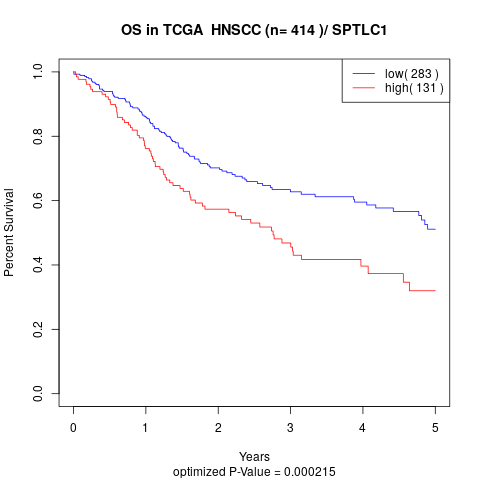 OS in TCGA  HNSCC (n= 414 )/ SPTLC1
low( 283 )
high( 131 )
Percent Survival
1.0
0.8
0.6
0.4
0.2
0.0
0 1 2 3 4 5
Years
optimized P-Value = 0.000215